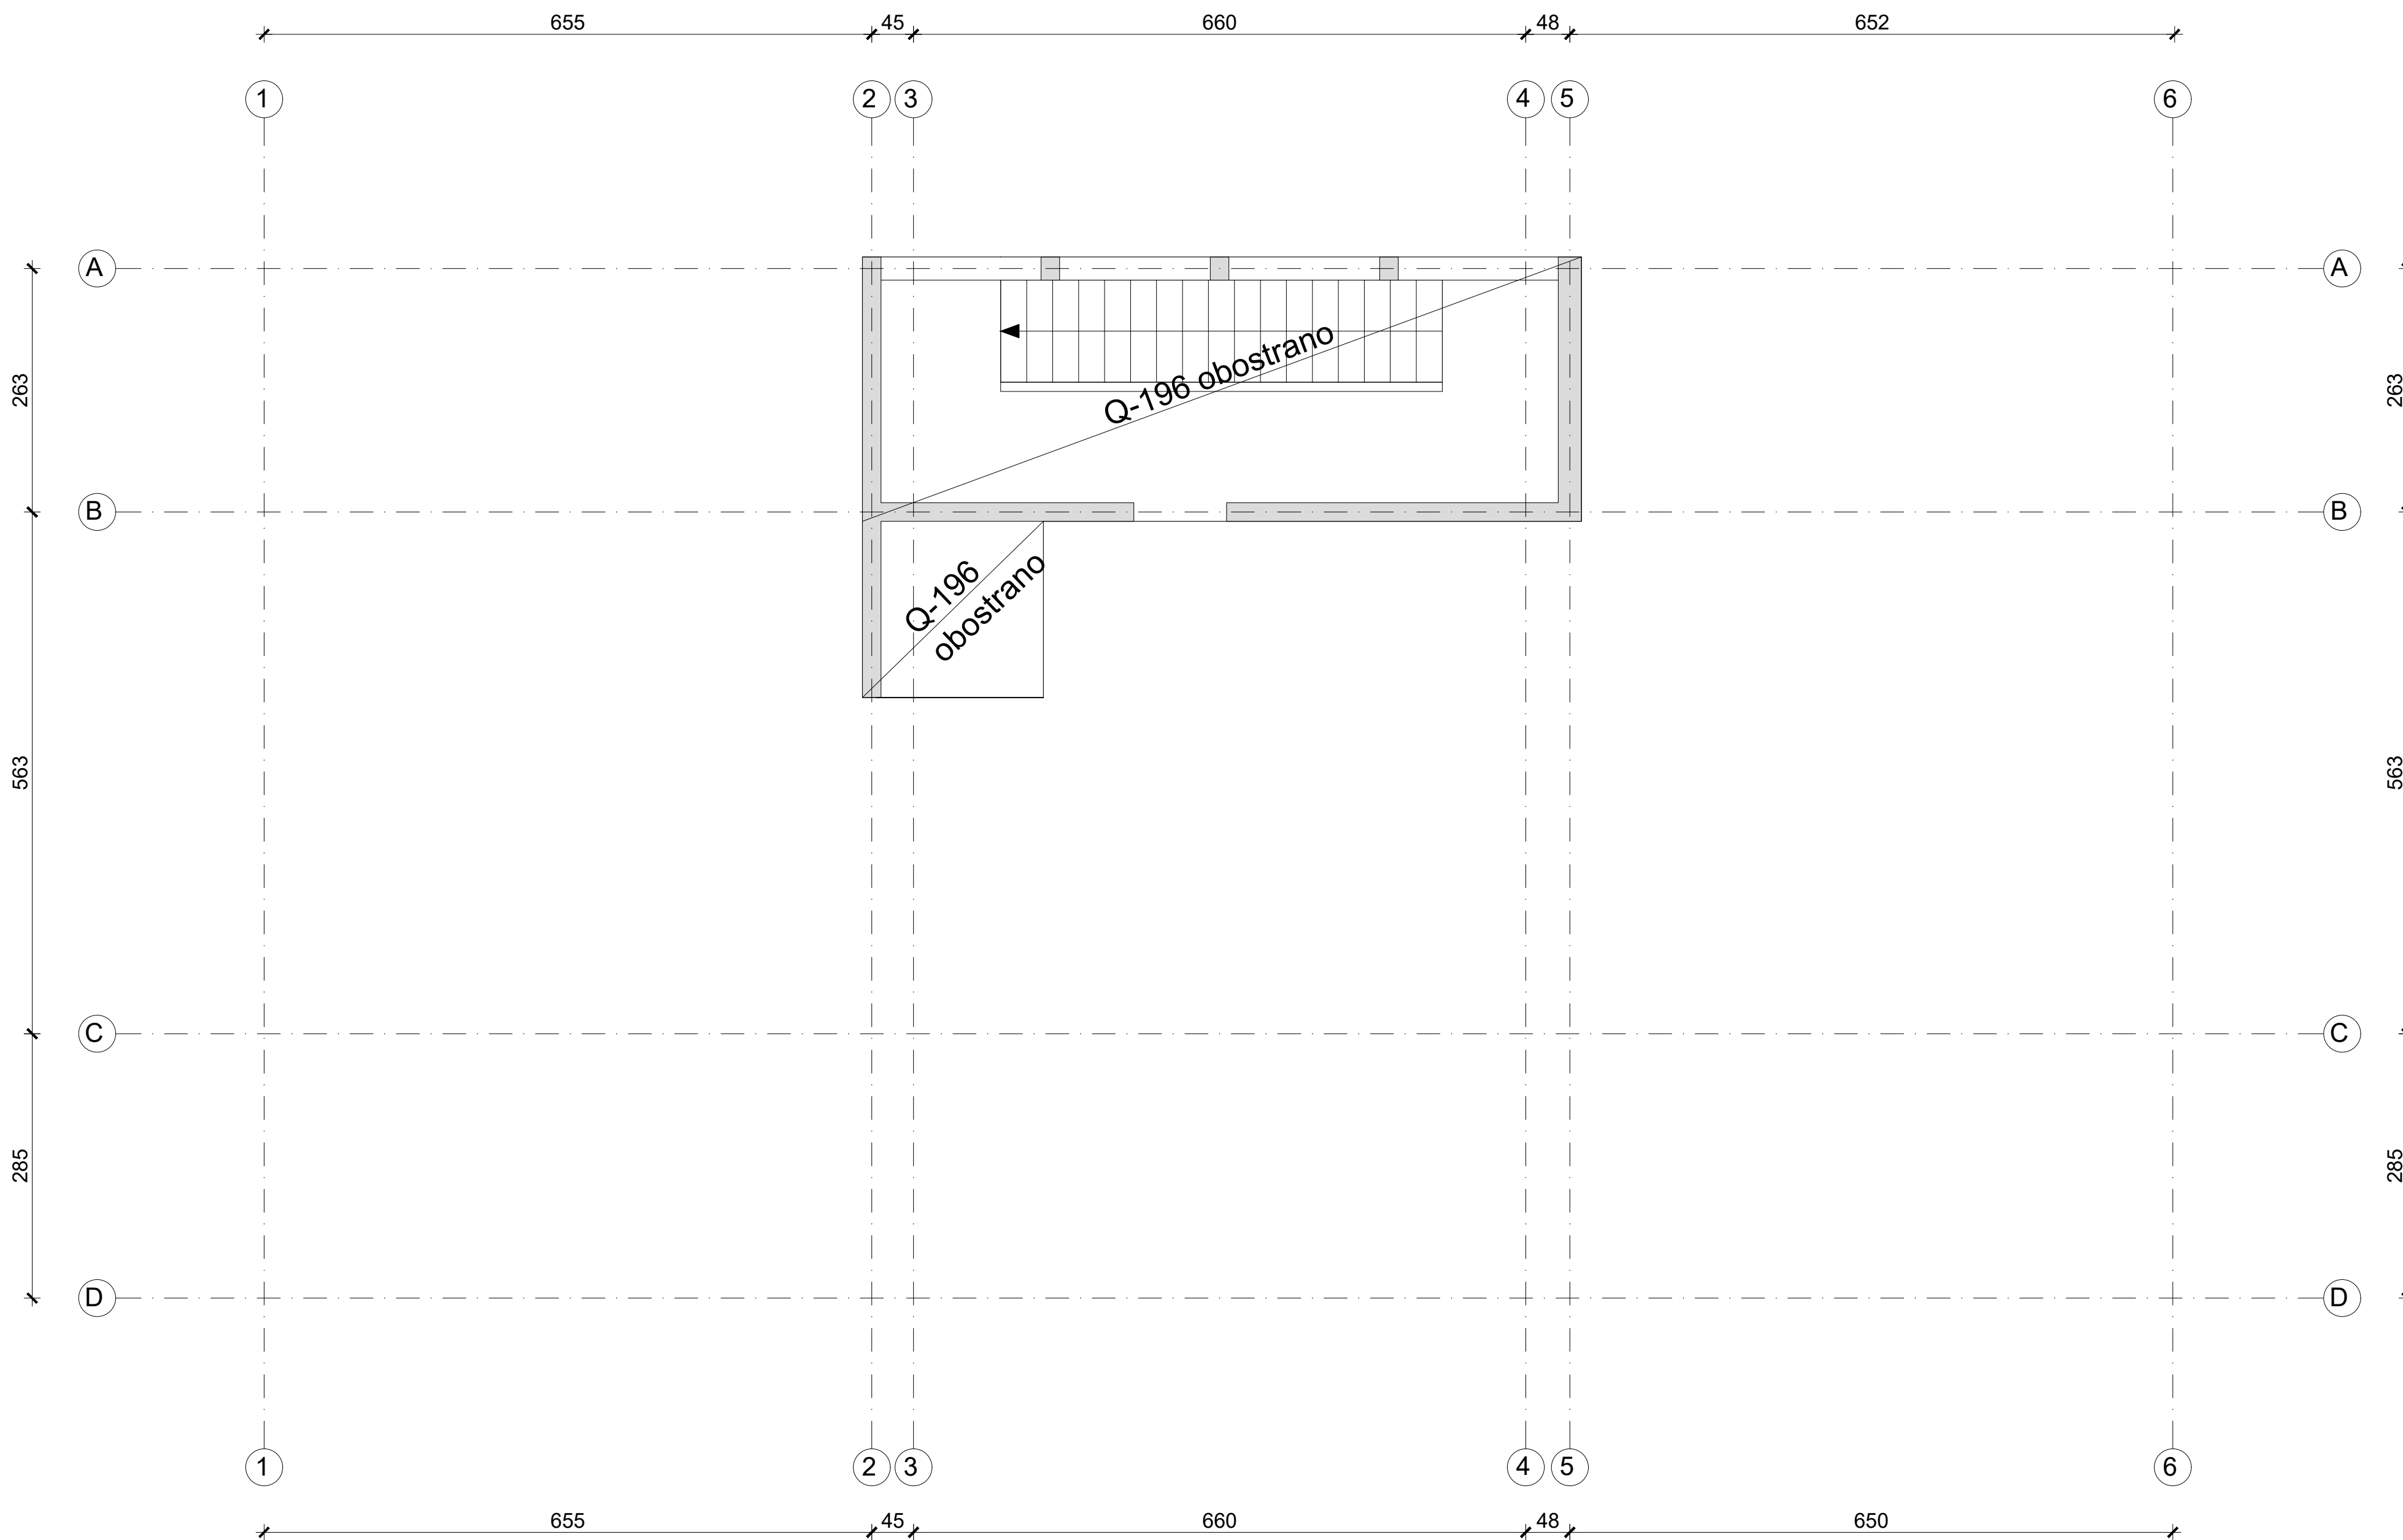 655 45 660 48 652
1 2 3 4 5 6
A A
263 263
Q-196 obostrano
B B
Q-196
obostrano
563 563
C C
285 285
D D
1 2 3 4 5 6
655 45 660 48 650